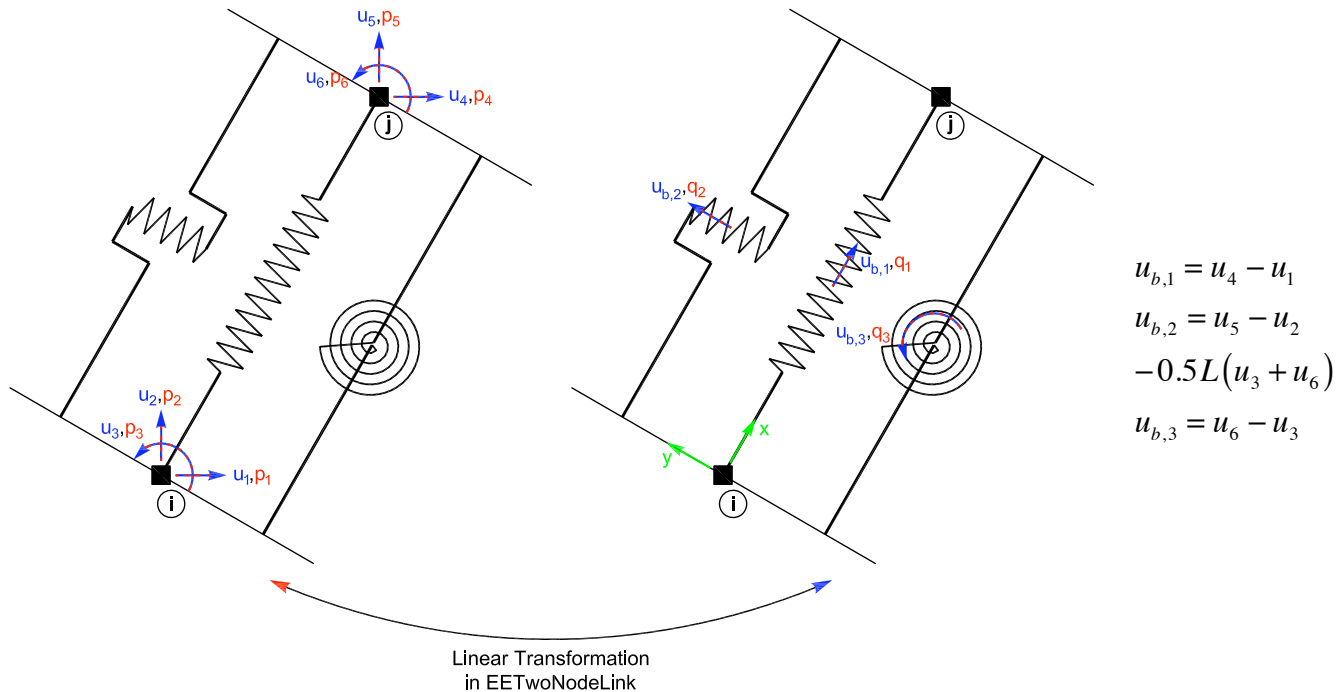 u5,p5
u6,p6
u4,p4
j
u2,p2
u3,p3
u1,p1
i
j
ub,2,q2
ub,1,q1
ub,3,q3
x
y
i
ub,1 = u4 − u1
ub,2 = u5 − u2
−0.5L(u3 + u6)
ub,3 = u6 − u3
Linear Transformation
in EETwoNodeLink